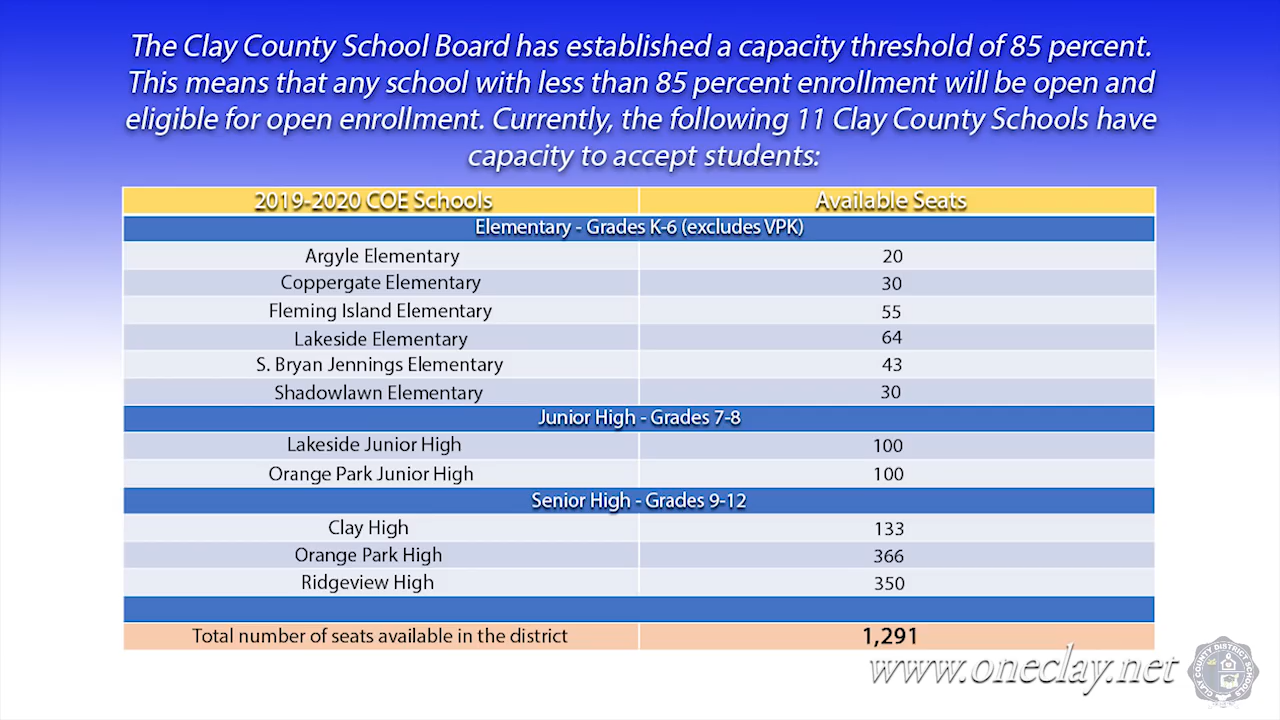 The Clay County School Board has established a capacity threshold of 85 percent.
This means that any school with less than 85 percent enrollment will be open and
eligible for open enrollment. Currently, the following 11 Clay County Schools have
capacity to accept students:
2019-2020 COE Schools Available Seats
Elementary - Grades K-6 (excludes VPK)
Argyle Elementary 20
Coppergate Elementary 30
Fleming Island Elementary 55
Lakeside Elementary 64
S. Bryan Jennings Elementary 43
Shadowlawn Elementary 30
Junior High - Grades 7-8
Lakeside Junior High 100
Orange Park Junior High 100
Senior High - Grades 9-12
Clay High 133
Orange Park High 366
Ridgeview High 350
Total number of seats available in the district 1,291
www.oneclay.net
CLAY COUNTY DISTRICT SCHOOLS